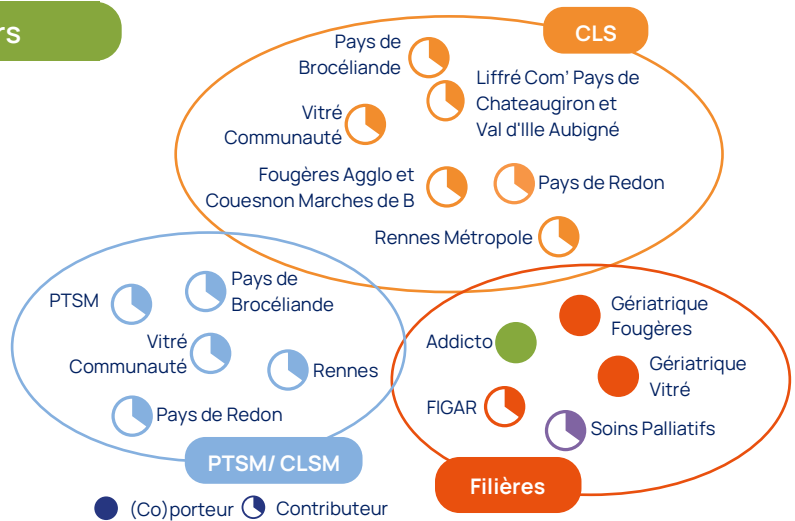 rs
CLS
Pays de
Brocéliande
Liffré Com' Pays de
Chateaugiron et
Val d'Ille Aubigné
Vitré
Communauté
Fougères Agglo et
Couesnon Marches de B
Pays de Redon
Rennes Métropole
PTSM
Pays de
Brocéliande
Vitré
Communauté
Rennes
Pays de Redon
PTSM/ CLSM
Gériatrique
Fougères
Addicto
Gériatrique
Vitré
FIGAR
Soins Palliatifs
Filières
(Co)porteur
Contributeur